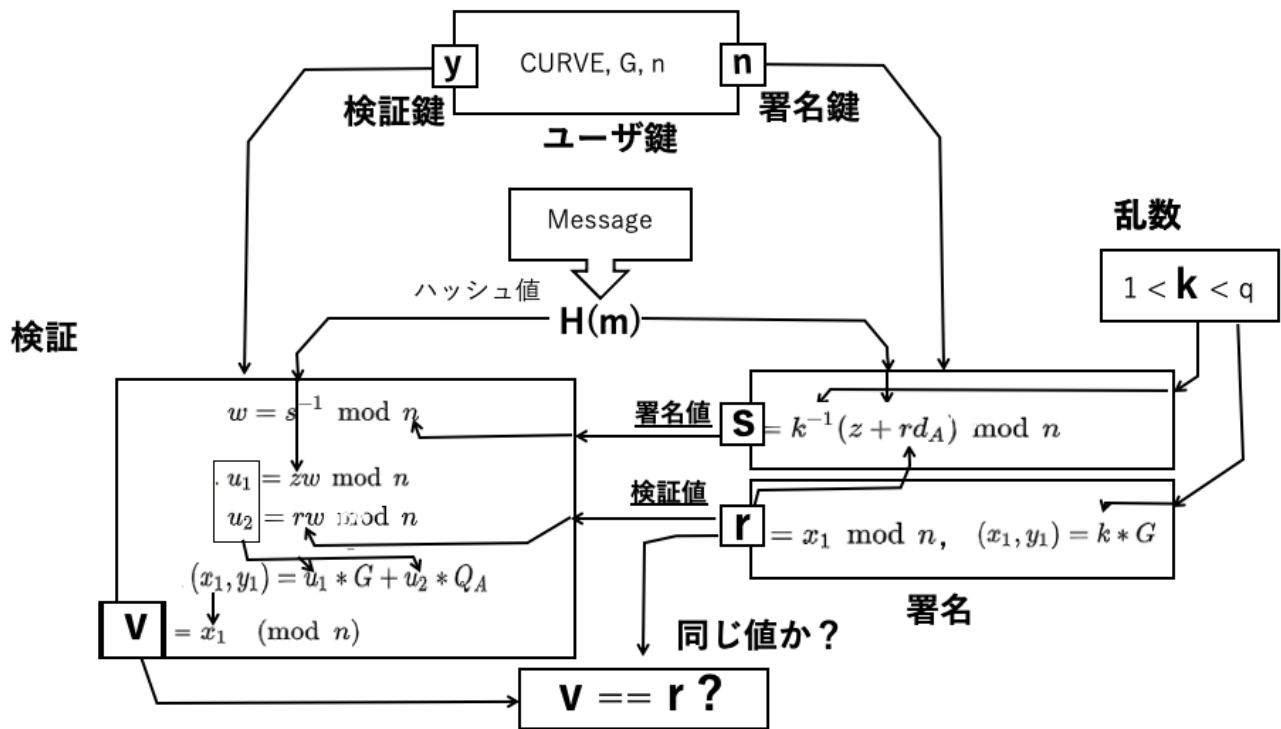 y
CURVE, G, n
n
検証鍵
署名鍵
ユーザ鍵
Message
乱数
ハッシュ値
H(m)
1 < k < q
検証
w = s^{-1} mod n
署名値
s = k^{-1}(z + rd_A) mod n
u_1 = zw mod n
検証値
u_2 = rw mod n
r = x_1 mod n, (x_1, y_1) = k * G
(x_1, y_1) = u_1 * G + u_2 * Q_A
署名
v = x_1 (mod n)
同じ値か？
v == r ?